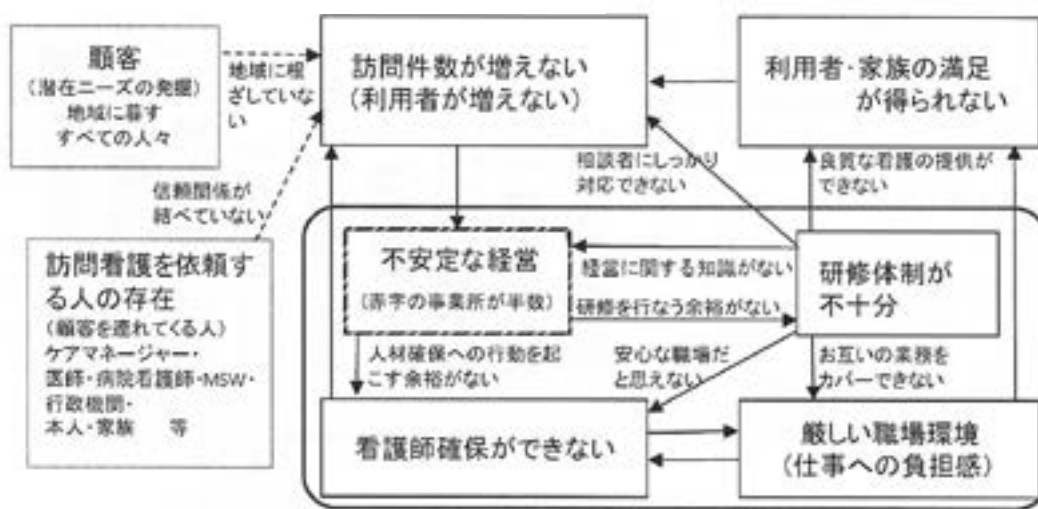 顧客
(潜在ニーズの発掘)
地域に暮す
すべての人々
地域に根
ざしていな
い
訪問件数が増えない
(利用者が増えない)
利用者・家族の満足
が得られない
信頼関係が
結べていない
相談者にしっかり
対応できない
良質な看護の提供が
できない
訪問看護を依頼す
る人の存在
(顧客を連れてくる人)
ケアマネージャー・
医師・病院看護師・MSW・
行政機関・
本人・家族 等
不安定な経営
(赤字の事業所が半数)
経営に関する知識がない
研修を行なう余裕がない
研修体制が
不十分
人材確保への行動を起
こす余裕がない
安心な職場だ
と思えない
お互いの業務を
カバーできない
看護師確保ができない
厳しい職場環境
(仕事への負担感)